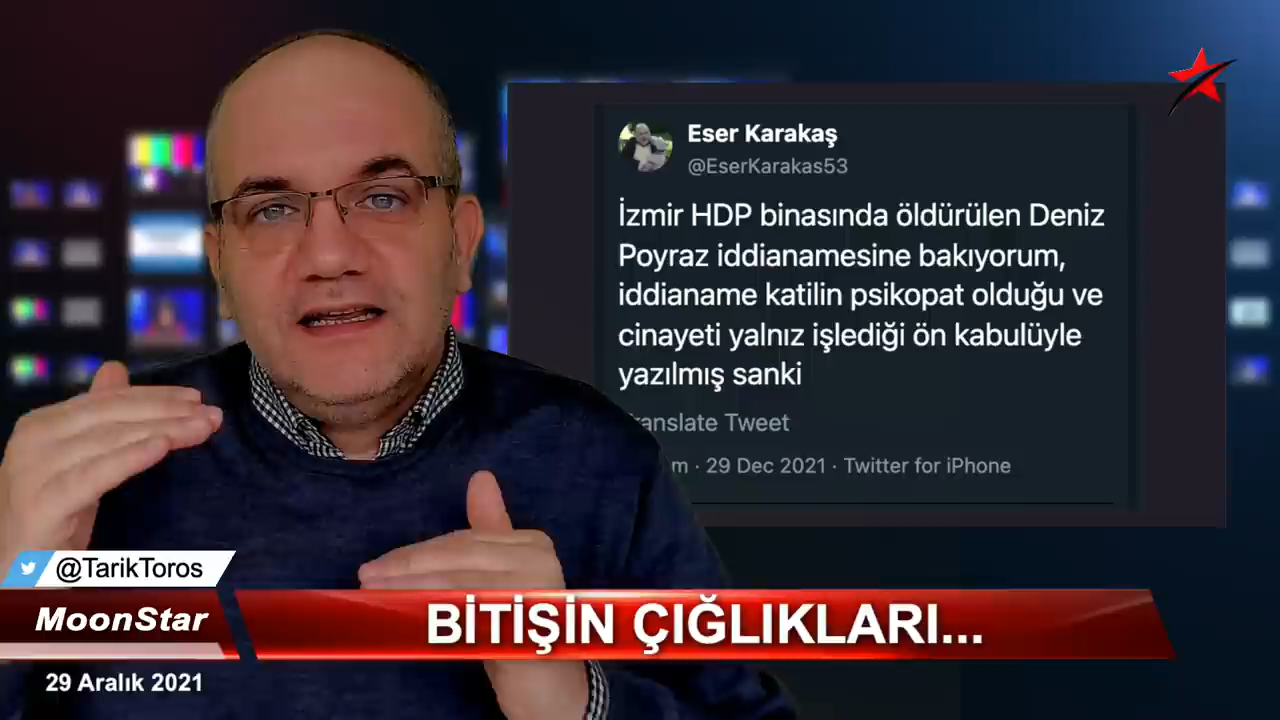 Eser Karakaş
@EserKarakas53
İzmir HDP binasında öldürülen Deniz
Poyraz iddianamesine bakıyorum,
iddianame katilin psikopat olduğu ve
cinayeti yalnız işlediği ön kabulüyle
yazılmış sanki
ranslate Tweet
m · 29 Dec 2021 · Twitter for iPhone
@TarikToros
MoonStar
BİTİŞİN ÇIĞLIKLARI...
29 Aralık 2021